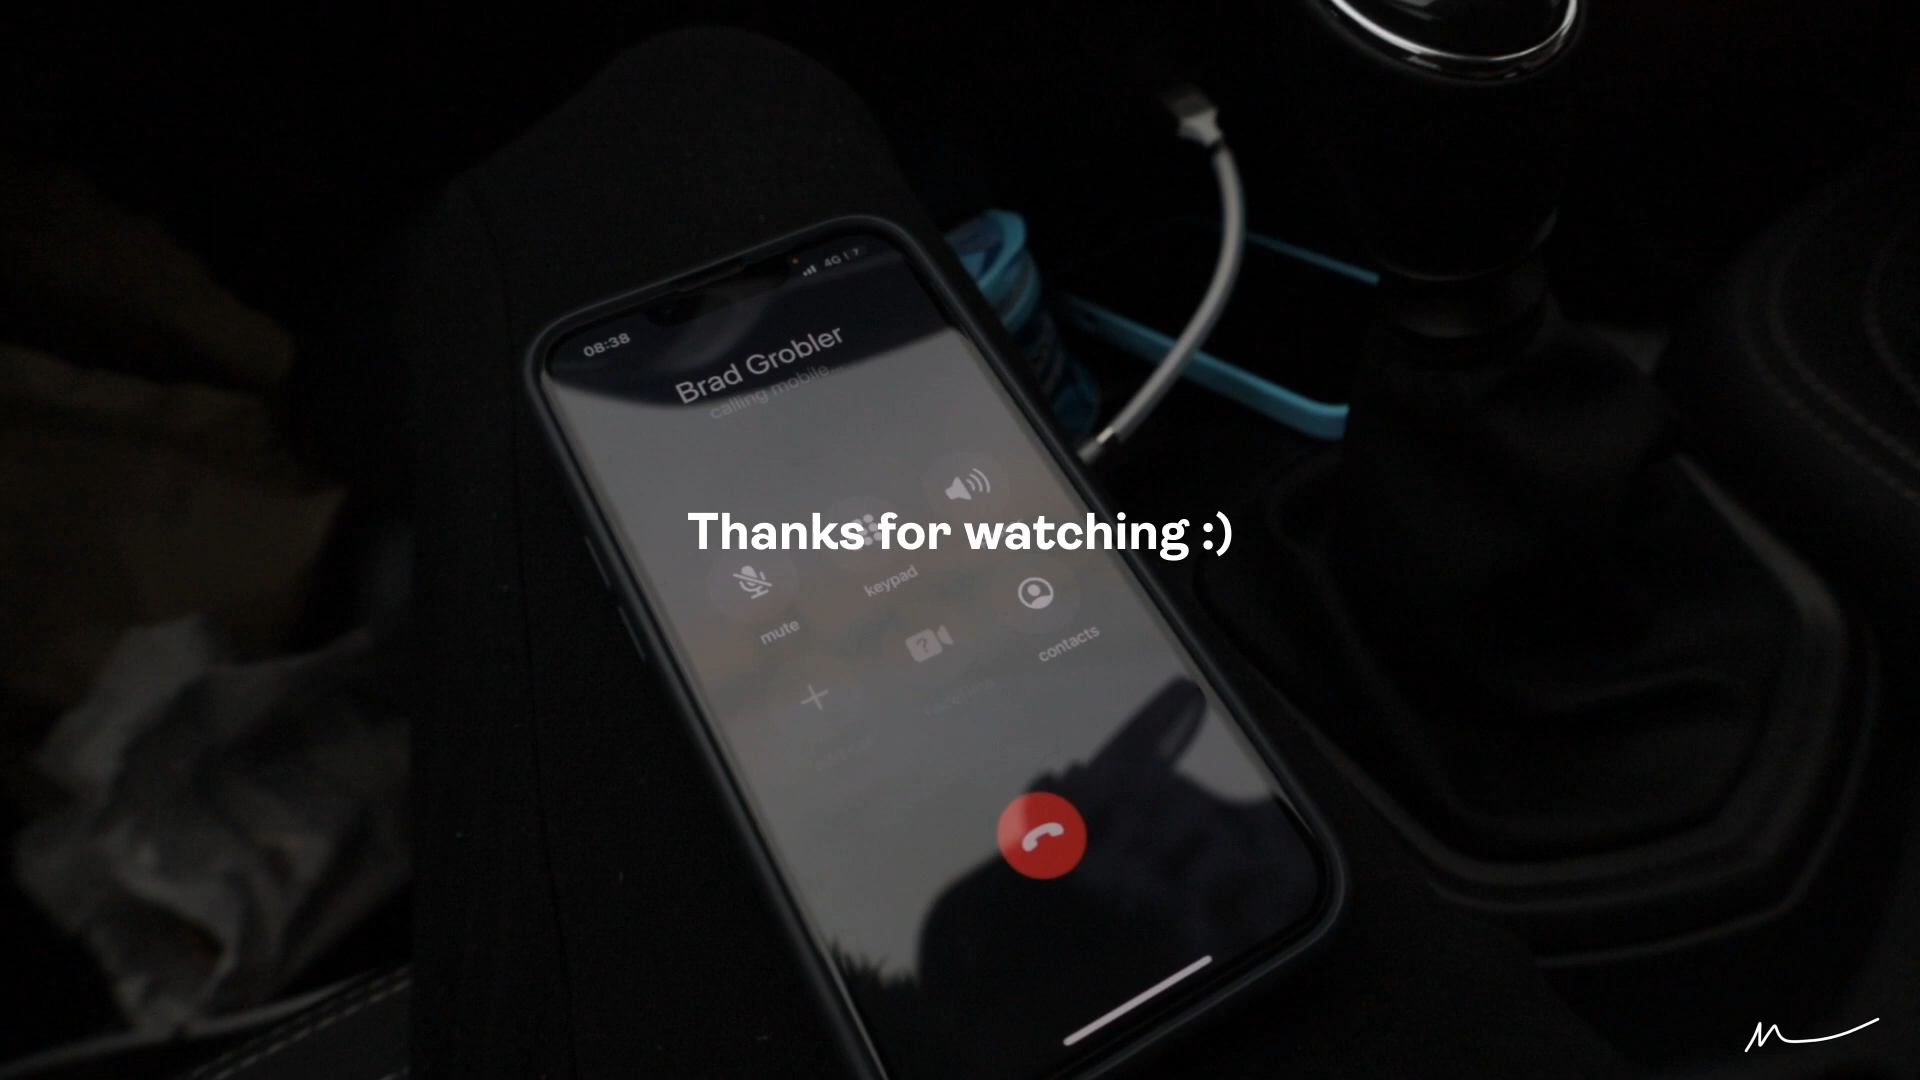 4G
08:38
Brad Grobler
calling mobile...
Thanks for watching :)
keypad
mute
contacts